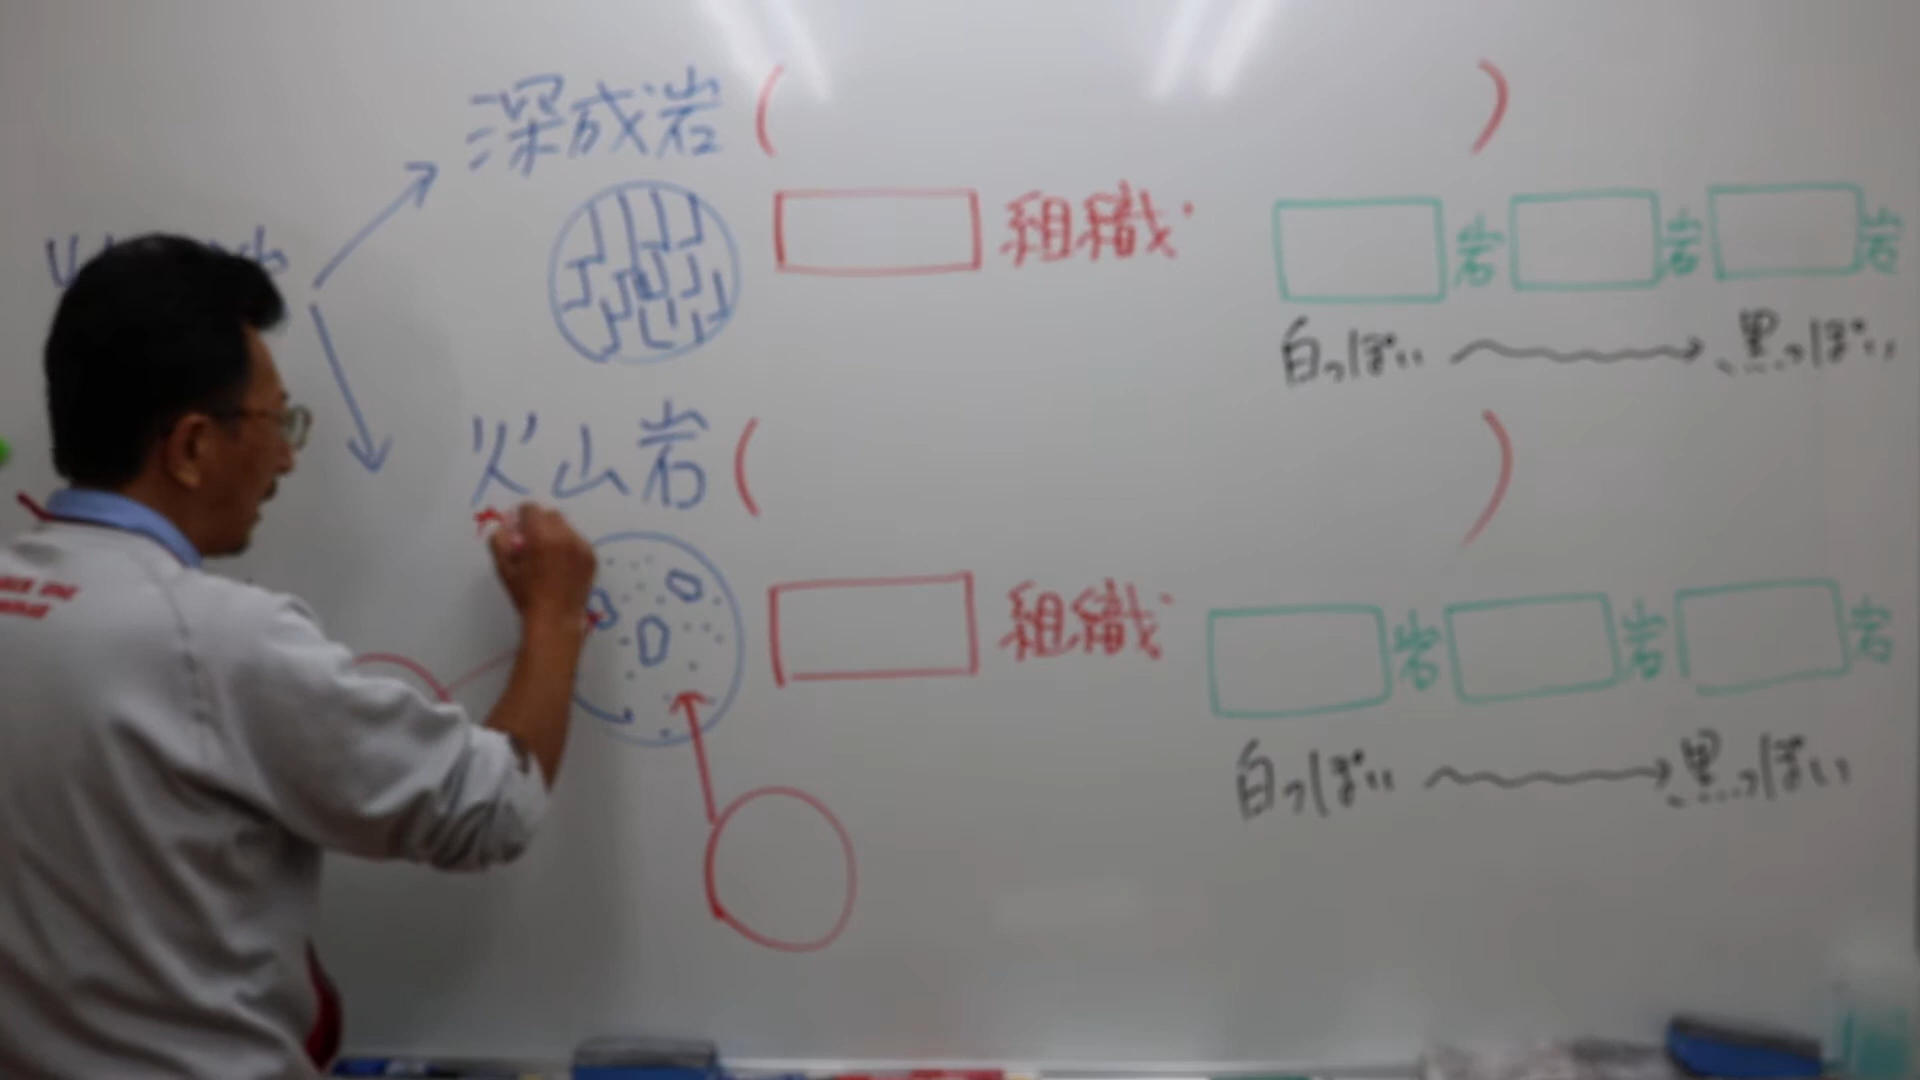 深成岩 (          )
組織
岩 岩 岩
白っぽい → 黒っぽい
火山岩 (          )
か
組織
岩 岩 岩
白っぽい → 黒っぽい